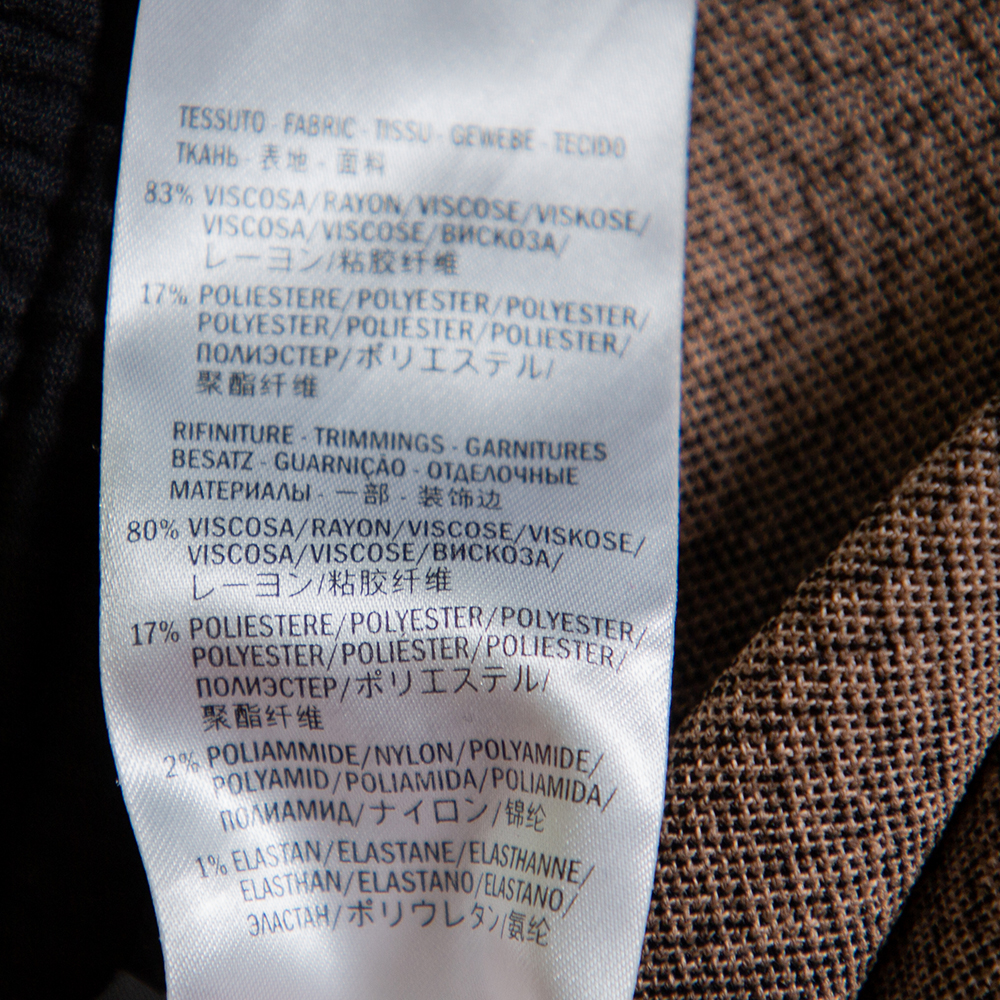 TESSUTO - FABRIC - TISSU - GEWEBE - TECIDO
ТКАНЬ - 表地 - 面料
83% VISCOSA/RAYON/VISCOSE/VISKOSE/
VISCOSA/VISCOSE/ВИСКОЗА/
レーヨン/粘胶纤维
17% POLIESTERE/POLYESTER/POLYESTER/
POLYESTER/POLIÉSTER/POLIESTER/
ПОЛИЭСТЕР/ポリエステル/
聚酯纤维
RIFINITURE - TRIMMINGS - GARNITURES
BESATZ - GUARNIÇÃO - ОТДЕЛОЧНЫЕ
МАТЕРИАЛЫ - 一部 - 装饰边
80% VISCOSA/RAYON/VISCOSE/VISKOSE/
VISCOSA/VISCOSE/ВИСКОЗА/
レーヨン/粘胶纤维
17% POLIESTERE/POLYESTER/POLYESTER/
POLYESTER/POLIÉSTER/POLIESTER/
ПОЛИЭСТЕР/ポリエステル/
聚酯纤维
2% POLIAMMIDE/NYLON/POLYAMIDE/
POLYAMID/POLIAMIDA/POLIAMIDA/
ПОЛИАМИД/ナイロン/锦纶
1% ELASTAN/ELASTANE/ELASTHANNE/
ELASTHAN/ELASTANO/ELASTANO/
ЭЛАСТАН/ポリウレタン/氨纶